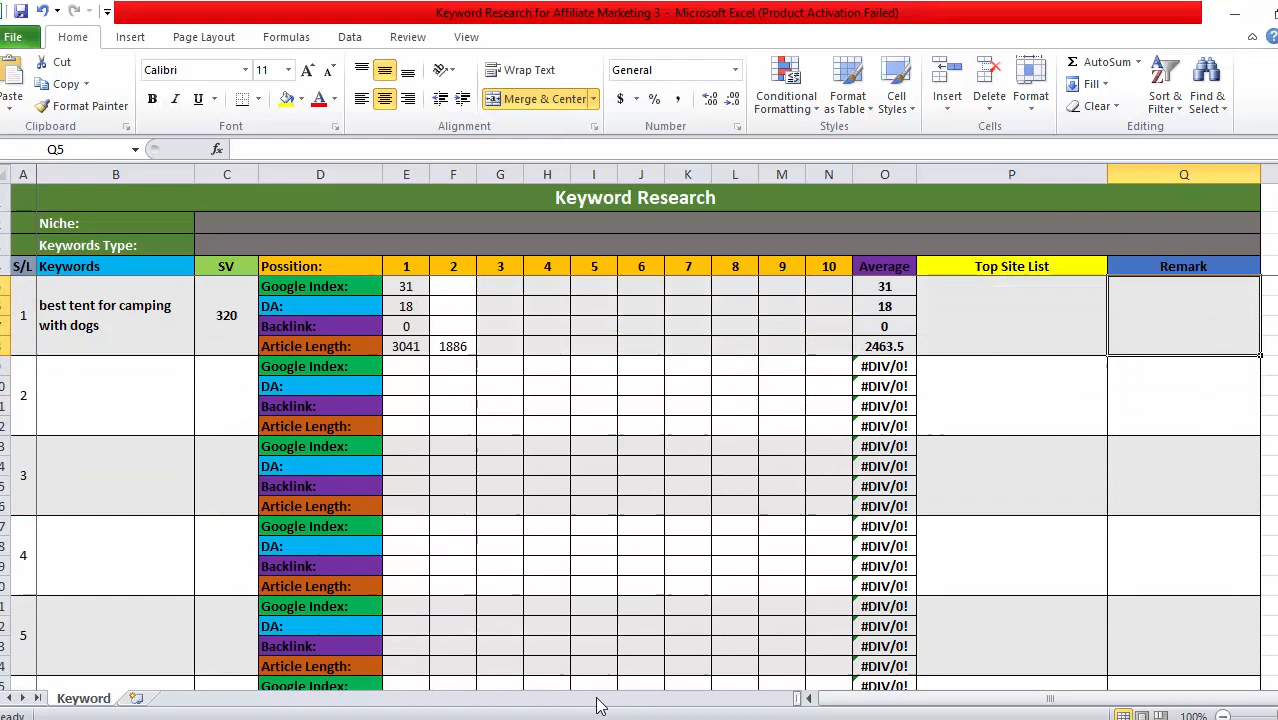 Keyword Research for Affiliate Marketing 3 - Microsoft Excel (Product Activation Failed)
File Home Insert Page Layout Formulas Data Review View
Paste Cut Copy Format Painter Clipboard
Calibri 11 B I U A A A Font
Wrap Text Merge & Center Alignment
General $ % , Number
Conditional Formatting Format as Table Cell Styles Styles
Insert Delete Format Cells
Σ AutoSum Fill Clear Sort & Filter Find & Select Editing
Q5 fx
A B C D E F G H I J K L M N O P Q
Keyword Research
Niche:
Keywords Type:
S/L Keywords SV Possition: 1 2 3 4 5 6 7 8 9 10 Average Top Site List Remark
1 best tent for camping with dogs 320
Google Index: 31 31
DA: 18 18
Backlink: 0 0
Article Length: 3041 1886 2463.5
2
Google Index: #DIV/0!
DA: #DIV/0!
Backlink: #DIV/0!
Article Length: #DIV/0!
3
Google Index: #DIV/0!
DA: #DIV/0!
Backlink: #DIV/0!
Article Length: #DIV/0!
4
Google Index: #DIV/0!
DA: #DIV/0!
Backlink: #DIV/0!
Article Length: #DIV/0!
5
Google Index: #DIV/0!
DA: #DIV/0!
Backlink: #DIV/0!
Article Length: #DIV/0!
Google Index: #DIV/0!
Keyword
100%